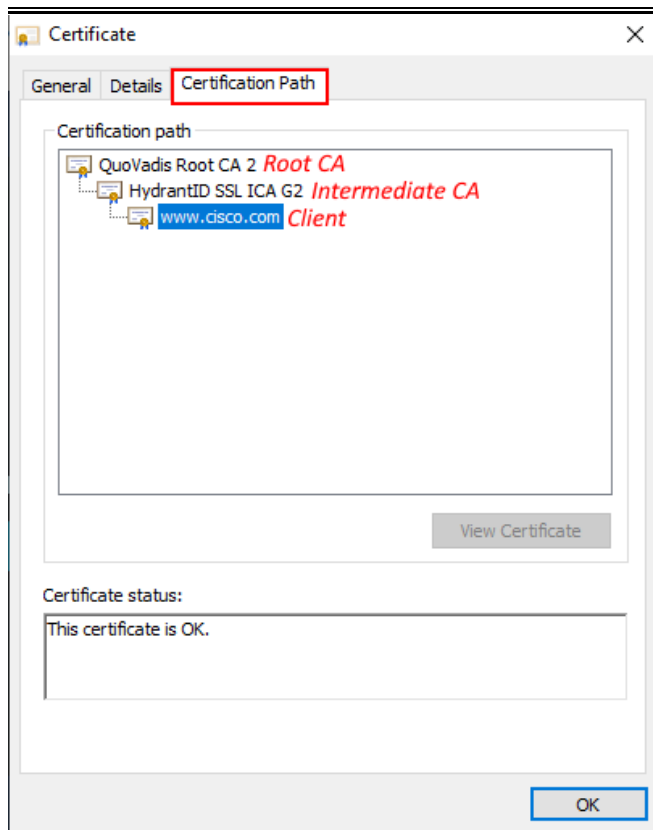 Certificate
General Details Certification Path
Certification path
QuoVadis Root CA 2 Root CA
HydrantID SSL ICA G2 Intermediate CA
www.cisco.com Client
View Certificate
Certificate status:
This certificate is OK.
OK